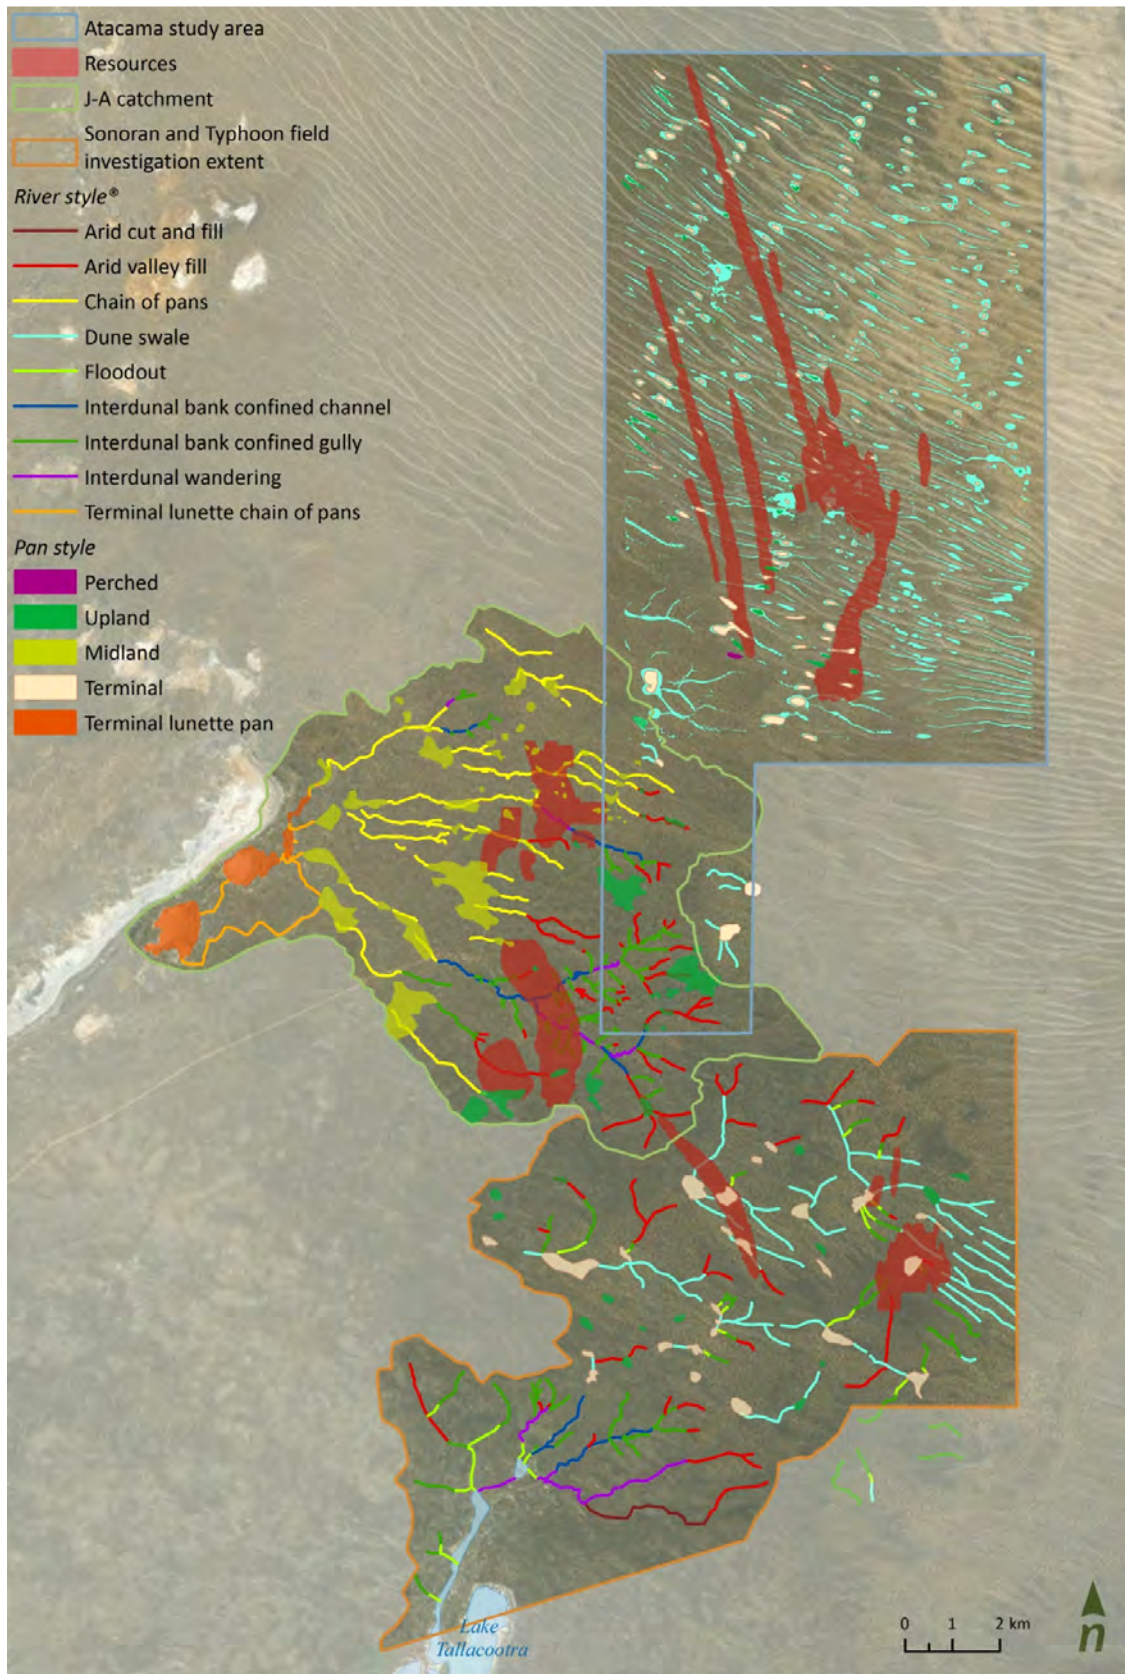 Atacama study area
Resources
J-A catchment
Sonoran and Typhoon field
investigation extent
River style®
Arid cut and fill
Arid valley fill
Chain of pans
Dune swale
Floodout
Interdunal bank confined channel
Interdunal bank confined gully
Interdunal wandering
Terminal lunette chain of pans
Pan style
Perched
Upland
Midland
Terminal
Terminal lunette pan
Lake
Tallacootra
0 1 2 km
n